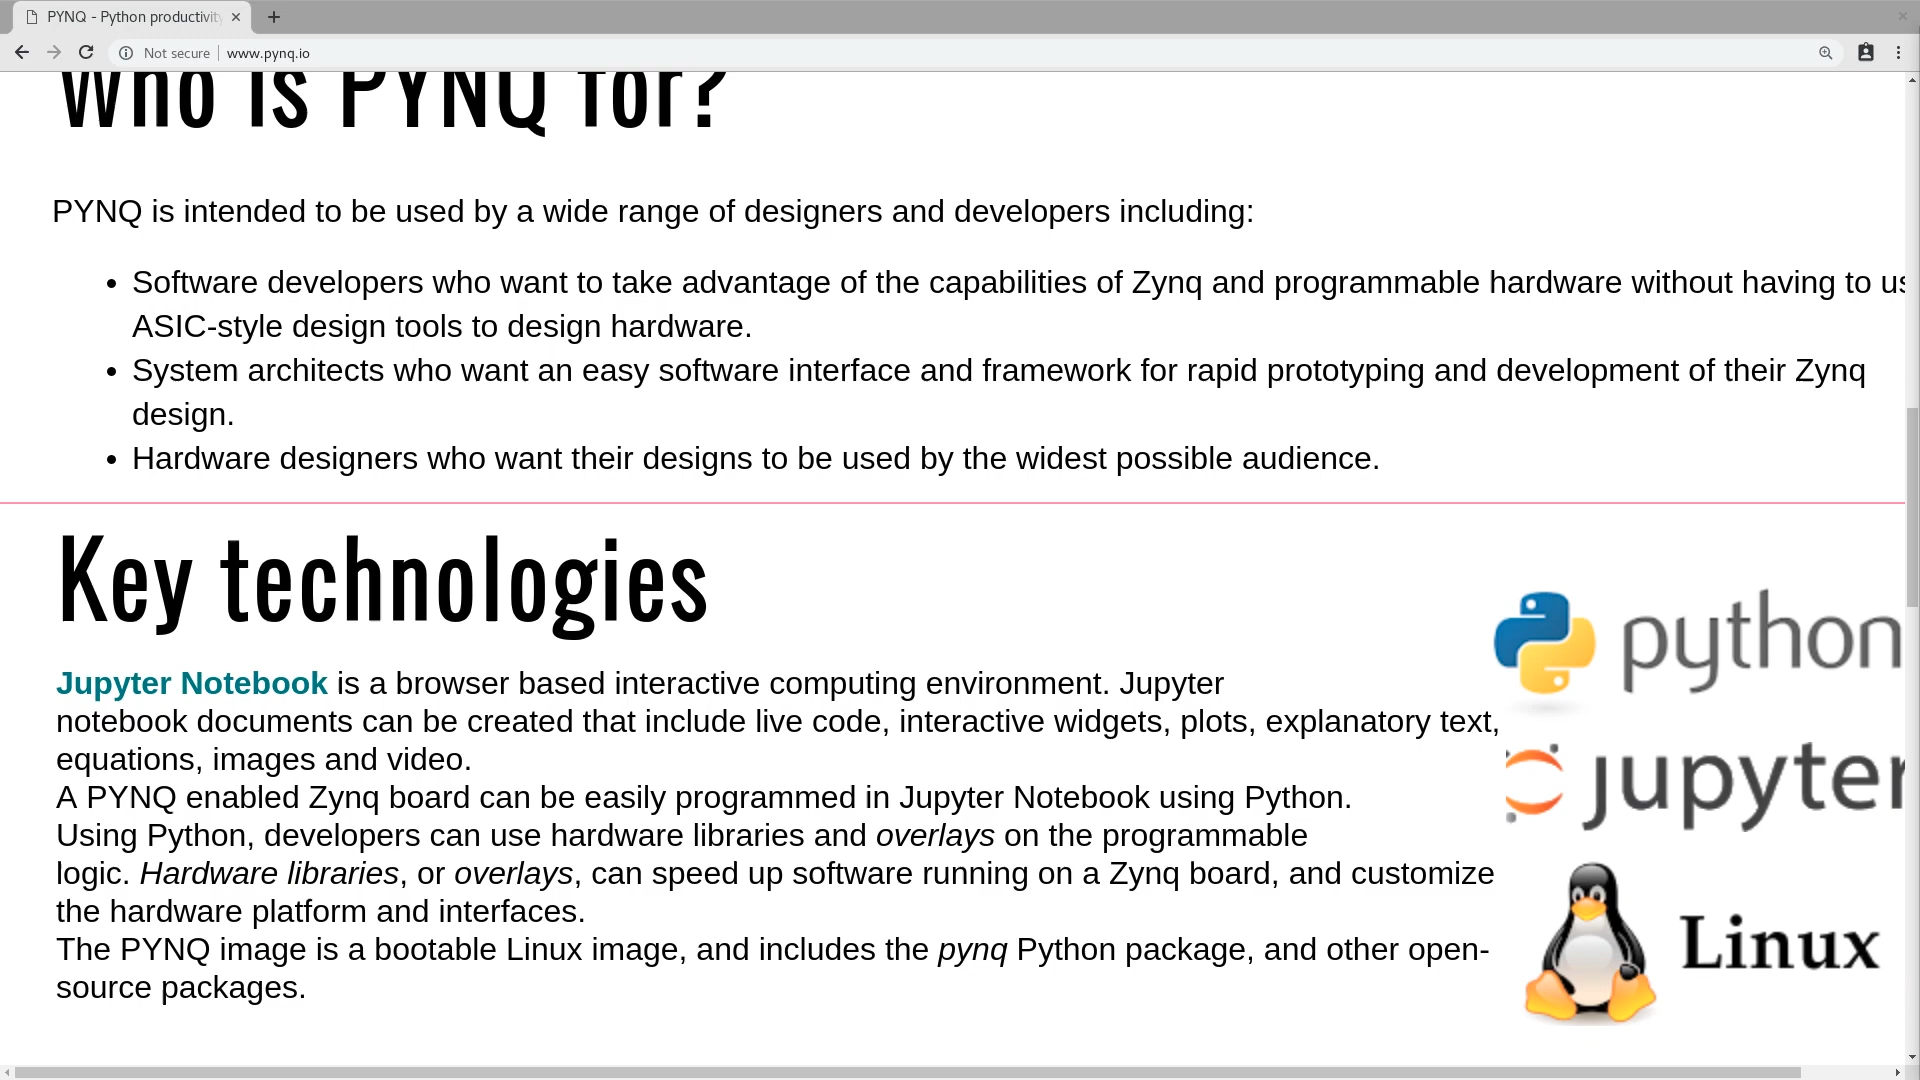 PYNQ - Python productivity
Not secure
www.pynq.io
Who is PYNQ for?
PYNQ is intended to be used by a wide range of designers and developers including:
• Software developers who want to take advantage of the capabilities of Zynq and programmable hardware without having to us
ASIC-style design tools to design hardware.
• System architects who want an easy software interface and framework for rapid prototyping and development of their Zynq
design.
• Hardware designers who want their designs to be used by the widest possible audience.
Key technologies
Jupyter Notebook is a browser based interactive computing environment. Jupyter
notebook documents can be created that include live code, interactive widgets, plots, explanatory text,
equations, images and video.
A PYNQ enabled Zynq board can be easily programmed in Jupyter Notebook using Python.
Using Python, developers can use hardware libraries and overlays on the programmable
logic. Hardware libraries, or overlays, can speed up software running on a Zynq board, and customize
the hardware platform and interfaces.
The PYNQ image is a bootable Linux image, and includes the pynq Python package, and other open-
source packages.
python
jupyter
Linux